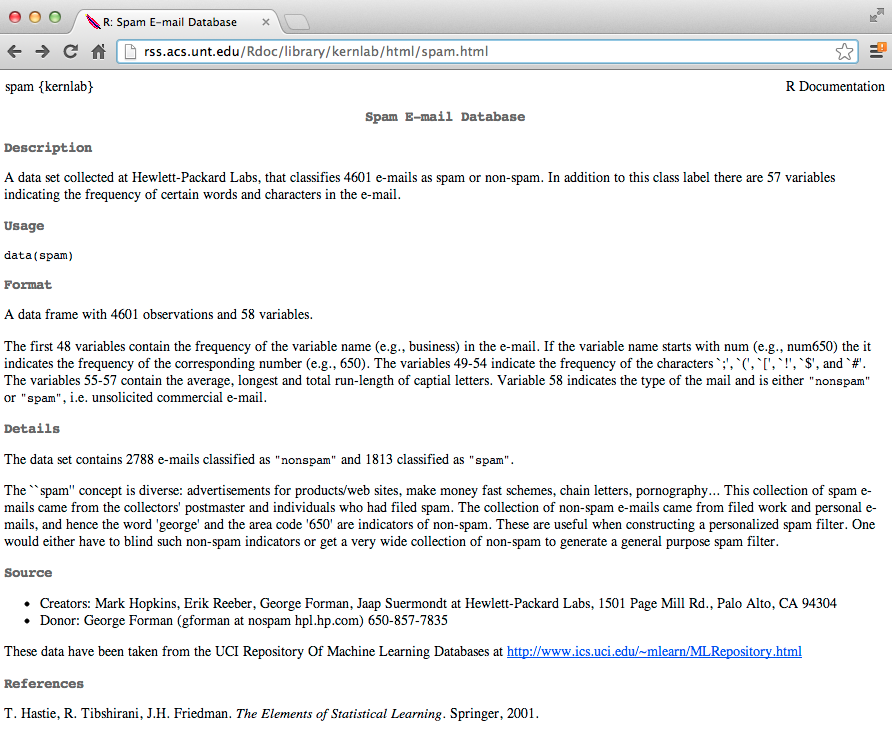 R: Spam E-mail Database
rss.acs.unt.edu/Rdoc/library/kernlab/html/spam.html
spam {kernlab}
R Documentation
Spam E-mail Database
Description
A data set collected at Hewlett-Packard Labs, that classifies 4601 e-mails as spam or non-spam. In addition to this class label there are 57 variables
indicating the frequency of certain words and characters in the e-mail.
Usage
data(spam)
Format
A data frame with 4601 observations and 58 variables.
The first 48 variables contain the frequency of the variable name (e.g., business) in the e-mail. If the variable name starts with num (e.g., num650) the it
indicates the frequency of the corresponding number (e.g., 650). The variables 49-54 indicate the frequency of the characters `;', `(', `[', `!', `$', and `#'.
The variables 55-57 contain the average, longest and total run-length of captial letters. Variable 58 indicates the type of the mail and is either "nonspam"
or "spam", i.e. unsolicited commercial e-mail.
Details
The data set contains 2788 e-mails classified as "nonspam" and 1813 classified as "spam".
The ``spam'' concept is diverse: advertisements for products/web sites, make money fast schemes, chain letters, pornography... This collection of spam e-
mails came from the collectors' postmaster and individuals who had filed spam. The collection of non-spam e-mails came from filed work and personal e-
mails, and hence the word 'george' and the area code '650' are indicators of non-spam. These are useful when constructing a personalized spam filter. One
would either have to blind such non-spam indicators or get a very wide collection of non-spam to generate a general purpose spam filter.
Source
• Creators: Mark Hopkins, Erik Reeber, George Forman, Jaap Suermondt at Hewlett-Packard Labs, 1501 Page Mill Rd., Palo Alto, CA 94304
• Donor: George Forman (gforman at nospam hpl.hp.com) 650-857-7835
These data have been taken from the UCI Repository Of Machine Learning Databases at http://www.ics.uci.edu/~mlearn/MLRepository.html
References
T. Hastie, R. Tibshirani, J.H. Friedman. The Elements of Statistical Learning. Springer, 2001.